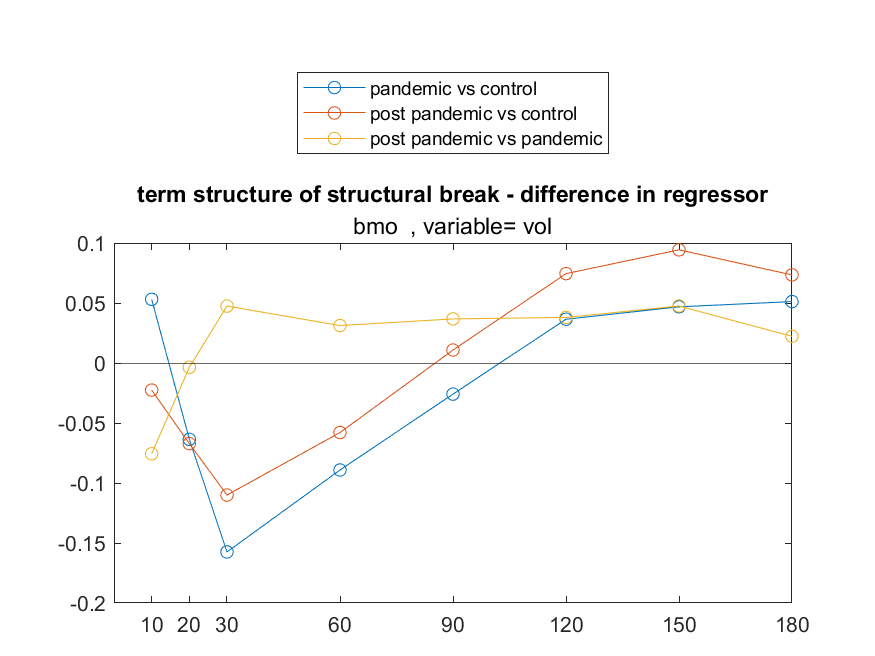 pandemic vs control
post pandemic vs control
post pandemic vs pandemic
term structure of structural break - difference in regressor
bmo , variable= vol
0.1
0.05
0
-0.05
-0.1
-0.15
-0.2
10 20 30 60 90 120 150 180